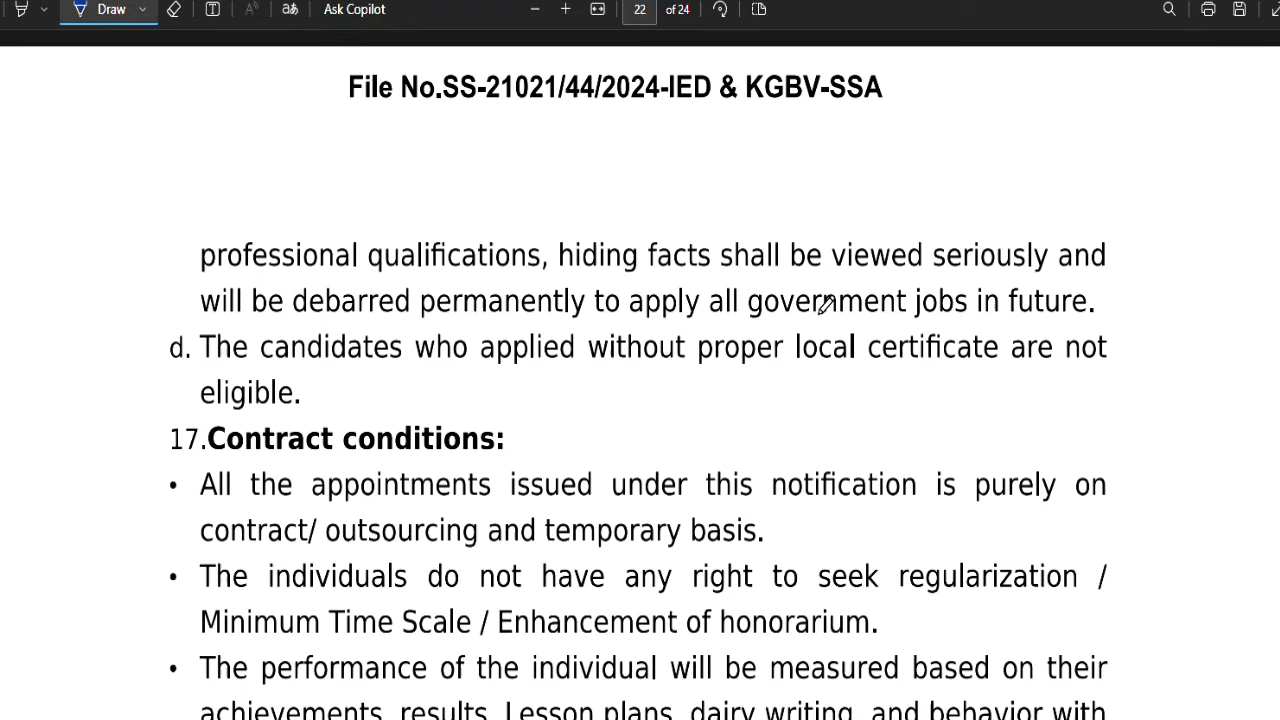 Draw
Ask Copilot
22 of 24
File No.SS-21021/44/2024-IED & KGBV-SSA
professional qualifications, hiding facts shall be viewed seriously and
will be debarred permanently to apply all government jobs in future.
d. The candidates who applied without proper local certificate are not
eligible.
17.Contract conditions:
• All the appointments issued under this notification is purely on
contract/ outsourcing and temporary basis.
• The individuals do not have any right to seek regularization /
Minimum Time Scale / Enhancement of honorarium.
• The performance of the individual will be measured based on their
achievements, results, Lesson plans, dairy writing, and behavior with